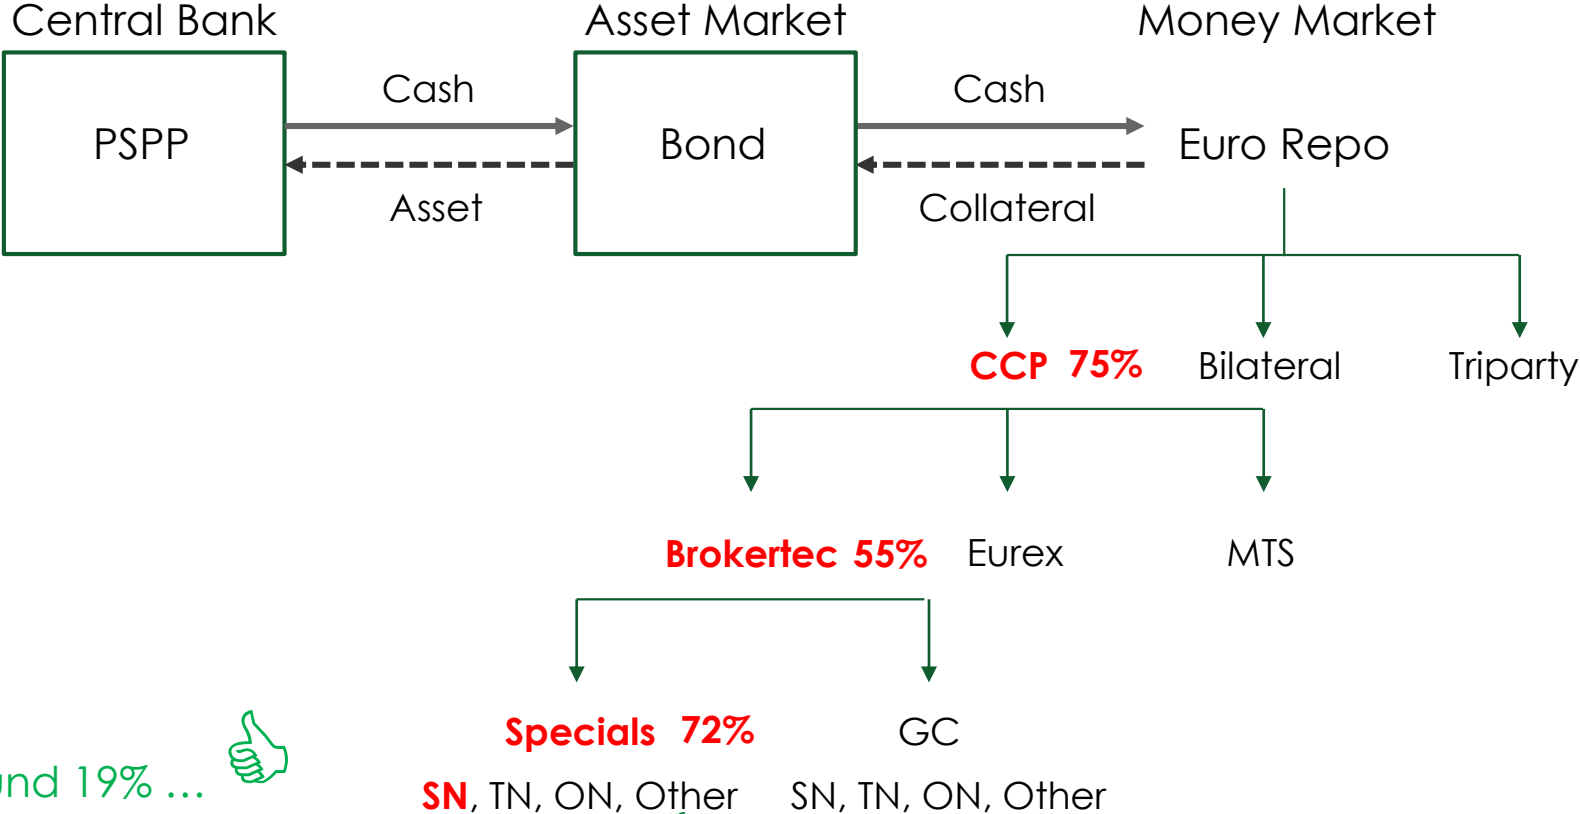 Central Bank
Asset Market
Money Market
Cash
Cash
PSPP
Bond
Euro Repo
Asset
Collateral
CCP 75%
Bilateral
Triparty
Brokertec 55%
Eurex
MTS
Specials 72%
GC
19% ...
SN, TN, ON, Other
SN, TN, ON, Other